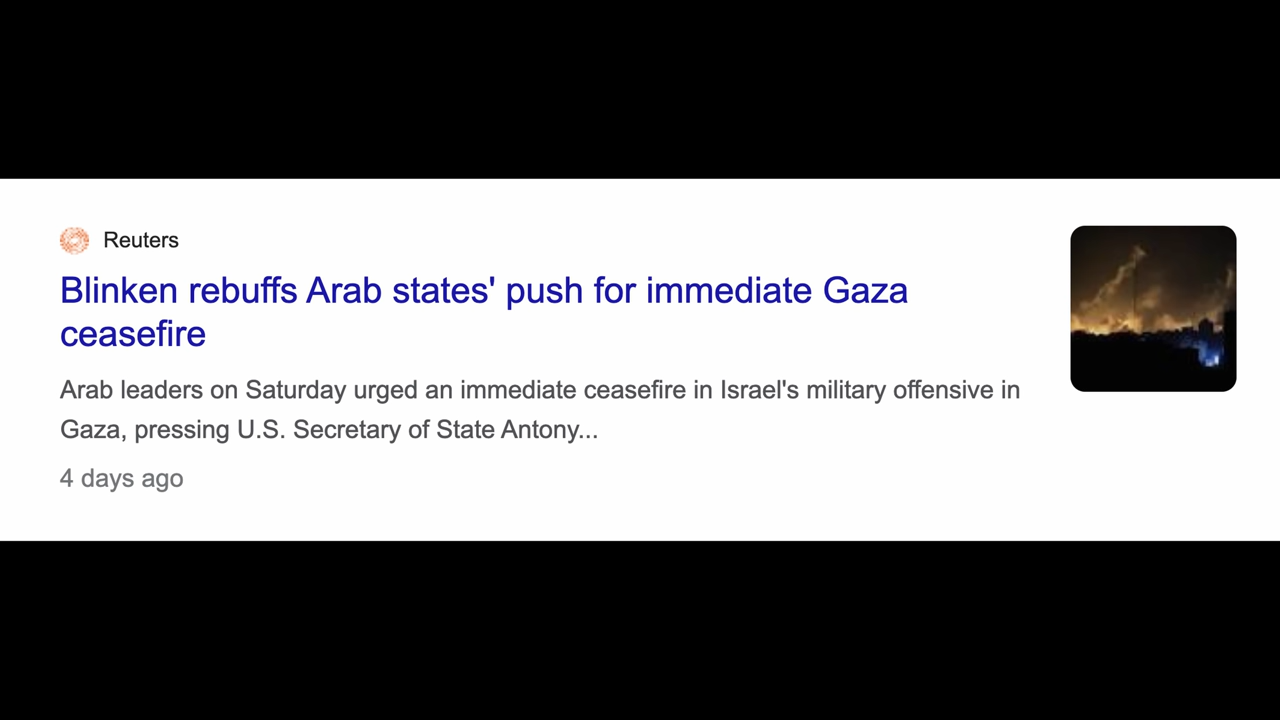 Reuters
Blinken rebuffs Arab states' push for immediate Gaza
ceasefire
Arab leaders on Saturday urged an immediate ceasefire in Israel's military offensive in
Gaza, pressing U.S. Secretary of State Antony...
4 days ago